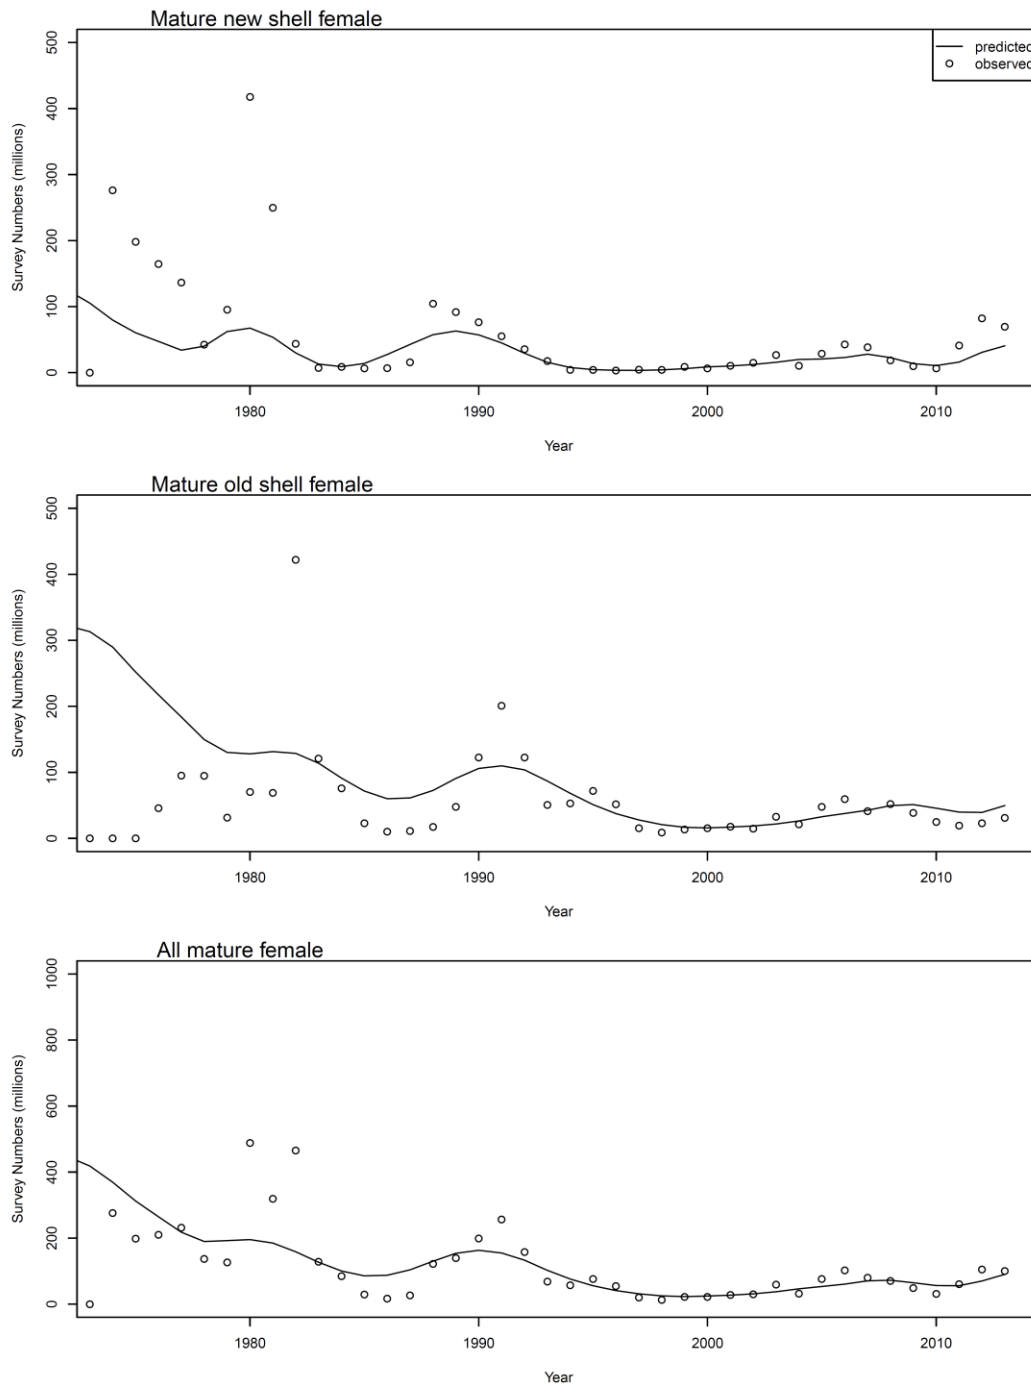 Mature new shell female
predicted
observed
500
400
300
200
100
0
Survey Numbers (millions)
1980 1990 2000 2010
Year
Mature old shell female
500
400
300
200
100
0
Survey Numbers (millions)
1980 1990 2000 2010
Year
All mature female
1000
800
600
400
200
0
Survey Numbers (millions)
1980 1990 2000 2010
Year